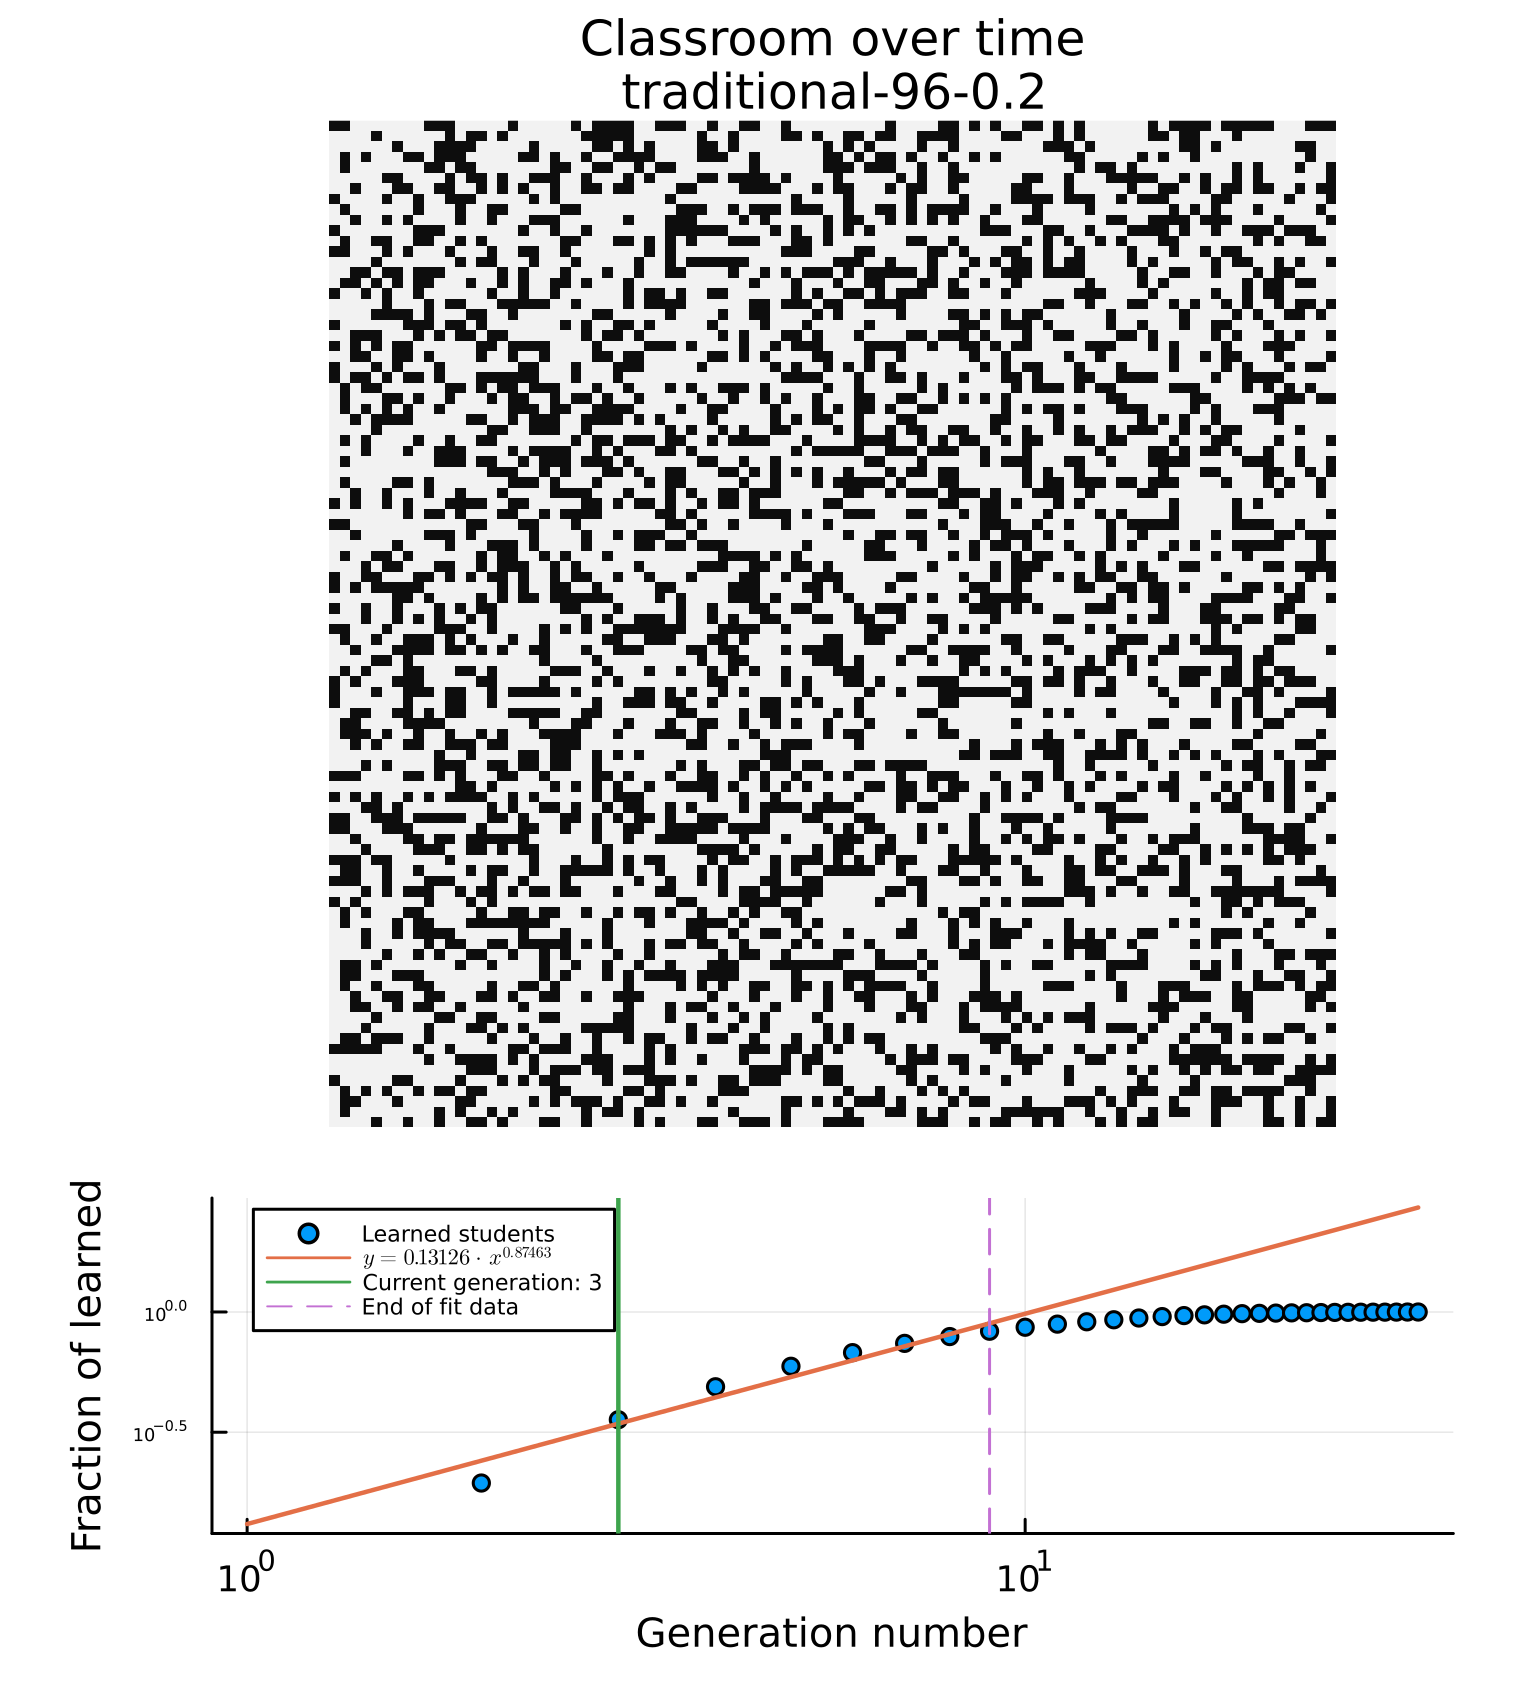 Classroom over time
traditional-96-0.2
Fraction of learned
Learned students
y = 0.13126 · x^0.87463
Current generation: 3
End of fit data
10^0.0
10^−0.5
10^0
10^1
Generation number